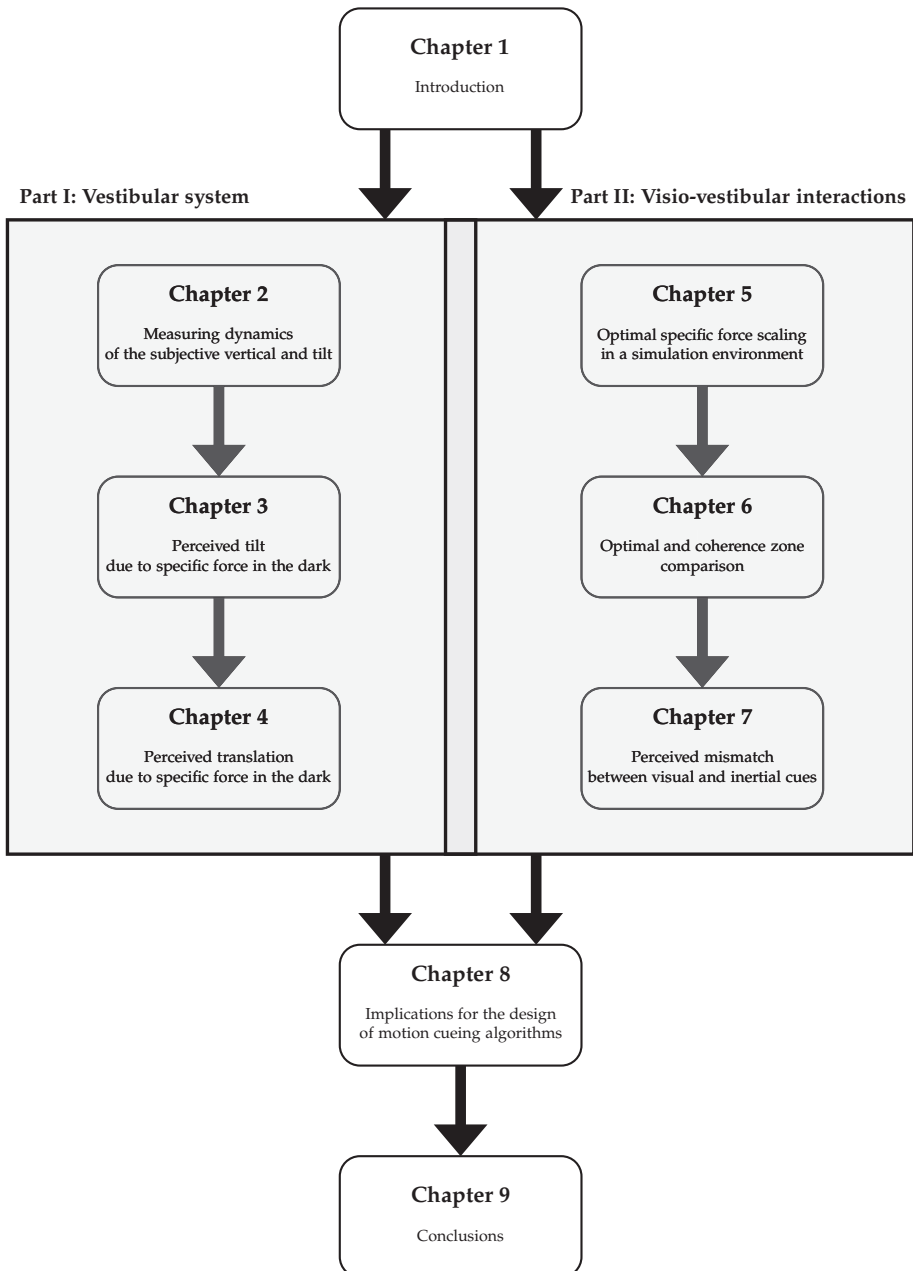 Chapter 1
Introduction
Part I: Vestibular system
Part II: Visio-vestibular interactions
Chapter 2
Measuring dynamics
of the subjective vertical and tilt
Chapter 3
Perceived tilt
due to specific force in the dark
Chapter 4
Perceived translation
due to specific force in the dark
Chapter 5
Optimal specific force scaling
in a simulation environment
Chapter 6
Optimal and coherence zone
comparison
Chapter 7
Perceived mismatch
between visual and inertial cues
Chapter 8
Implications for the design
of motion cueing algorithms
Chapter 9
Conclusions